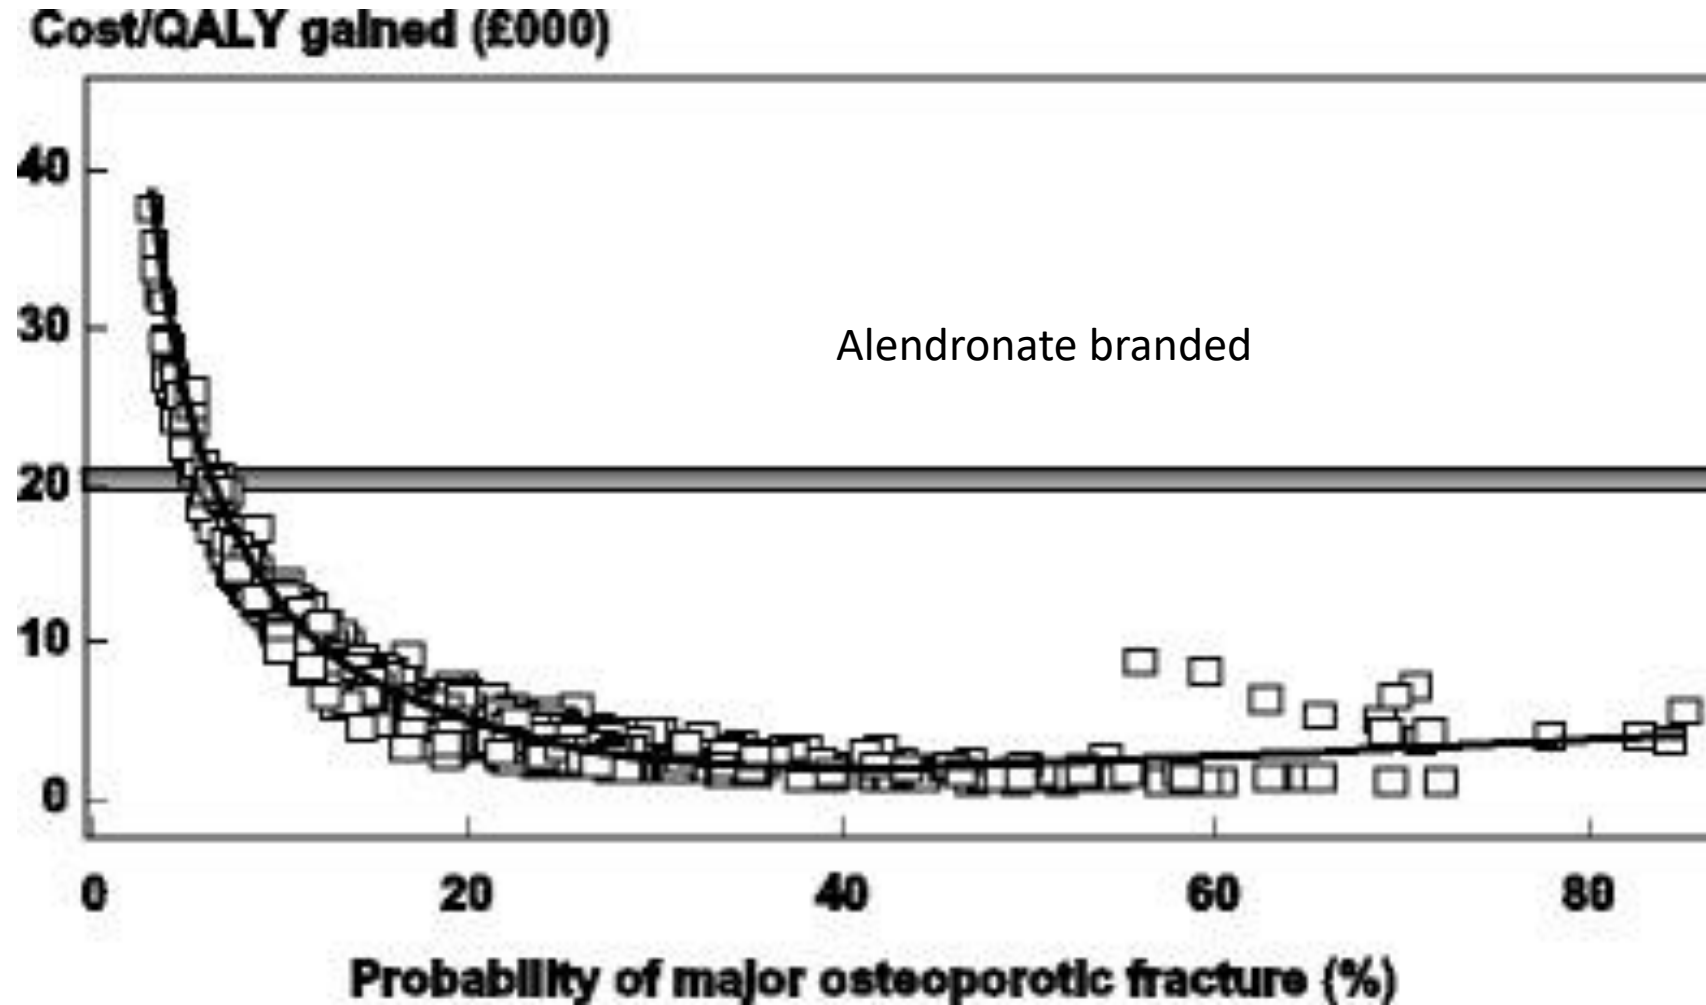 Cost/QALY gained (£000)
40
30
Alendronate branded
20
10
0
0 20 40 60 80
Probability of major osteoporotic fracture (%)